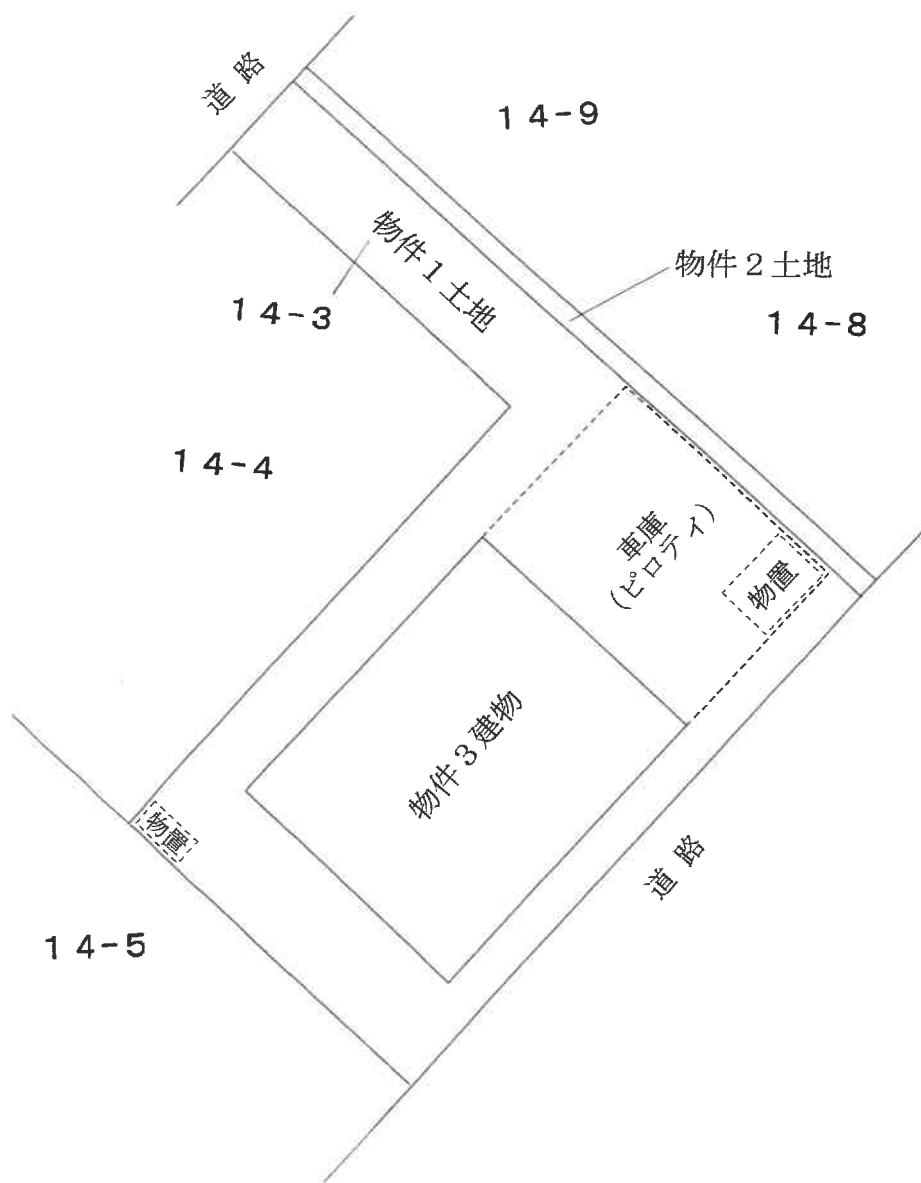 道路
14-9
物件1土地
物件2土地
14-3
14-8
14-4
車庫
(ピロティ)
物置
物件3建物
物置
道路
14-5